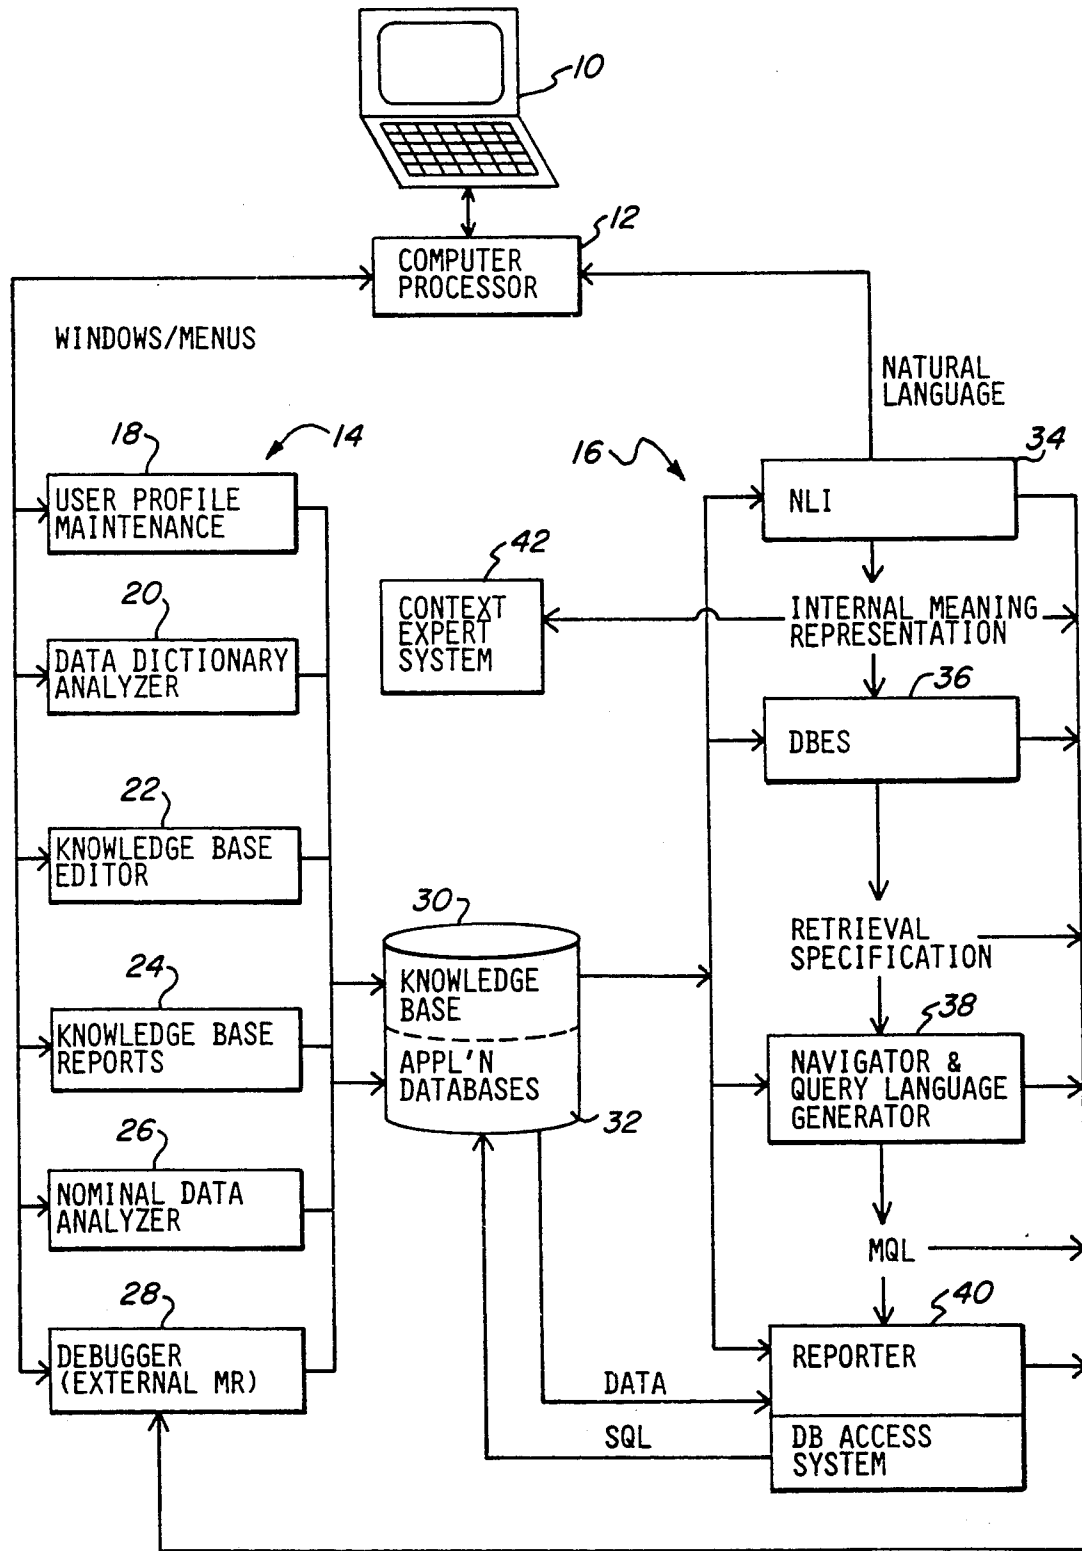 10
12
COMPUTER
PROCESSOR
WINDOWS/MENUS
NATURAL
LANGUAGE
18
14
16
34
USER PROFILE
MAINTENANCE
NLI
42
20
CONTEXT
EXPERT
SYSTEM
INTERNAL MEANING
REPRESENTATION
DATA DICTIONARY
ANALYZER
36
DBES
22
KNOWLEDGE BASE
EDITOR
30
RETRIEVAL
SPECIFICATION
24
KNOWLEDGE
BASE
38
KNOWLEDGE BASE
REPORTS
APPL'N
DATABASES
NAVIGATOR &
QUERY LANGUAGE
GENERATOR
32
26
NOMINAL DATA
ANALYZER
MQL
28
40
DEBUGGER
(EXTERNAL MR)
REPORTER
DATA
SQL
DB ACCESS
SYSTEM